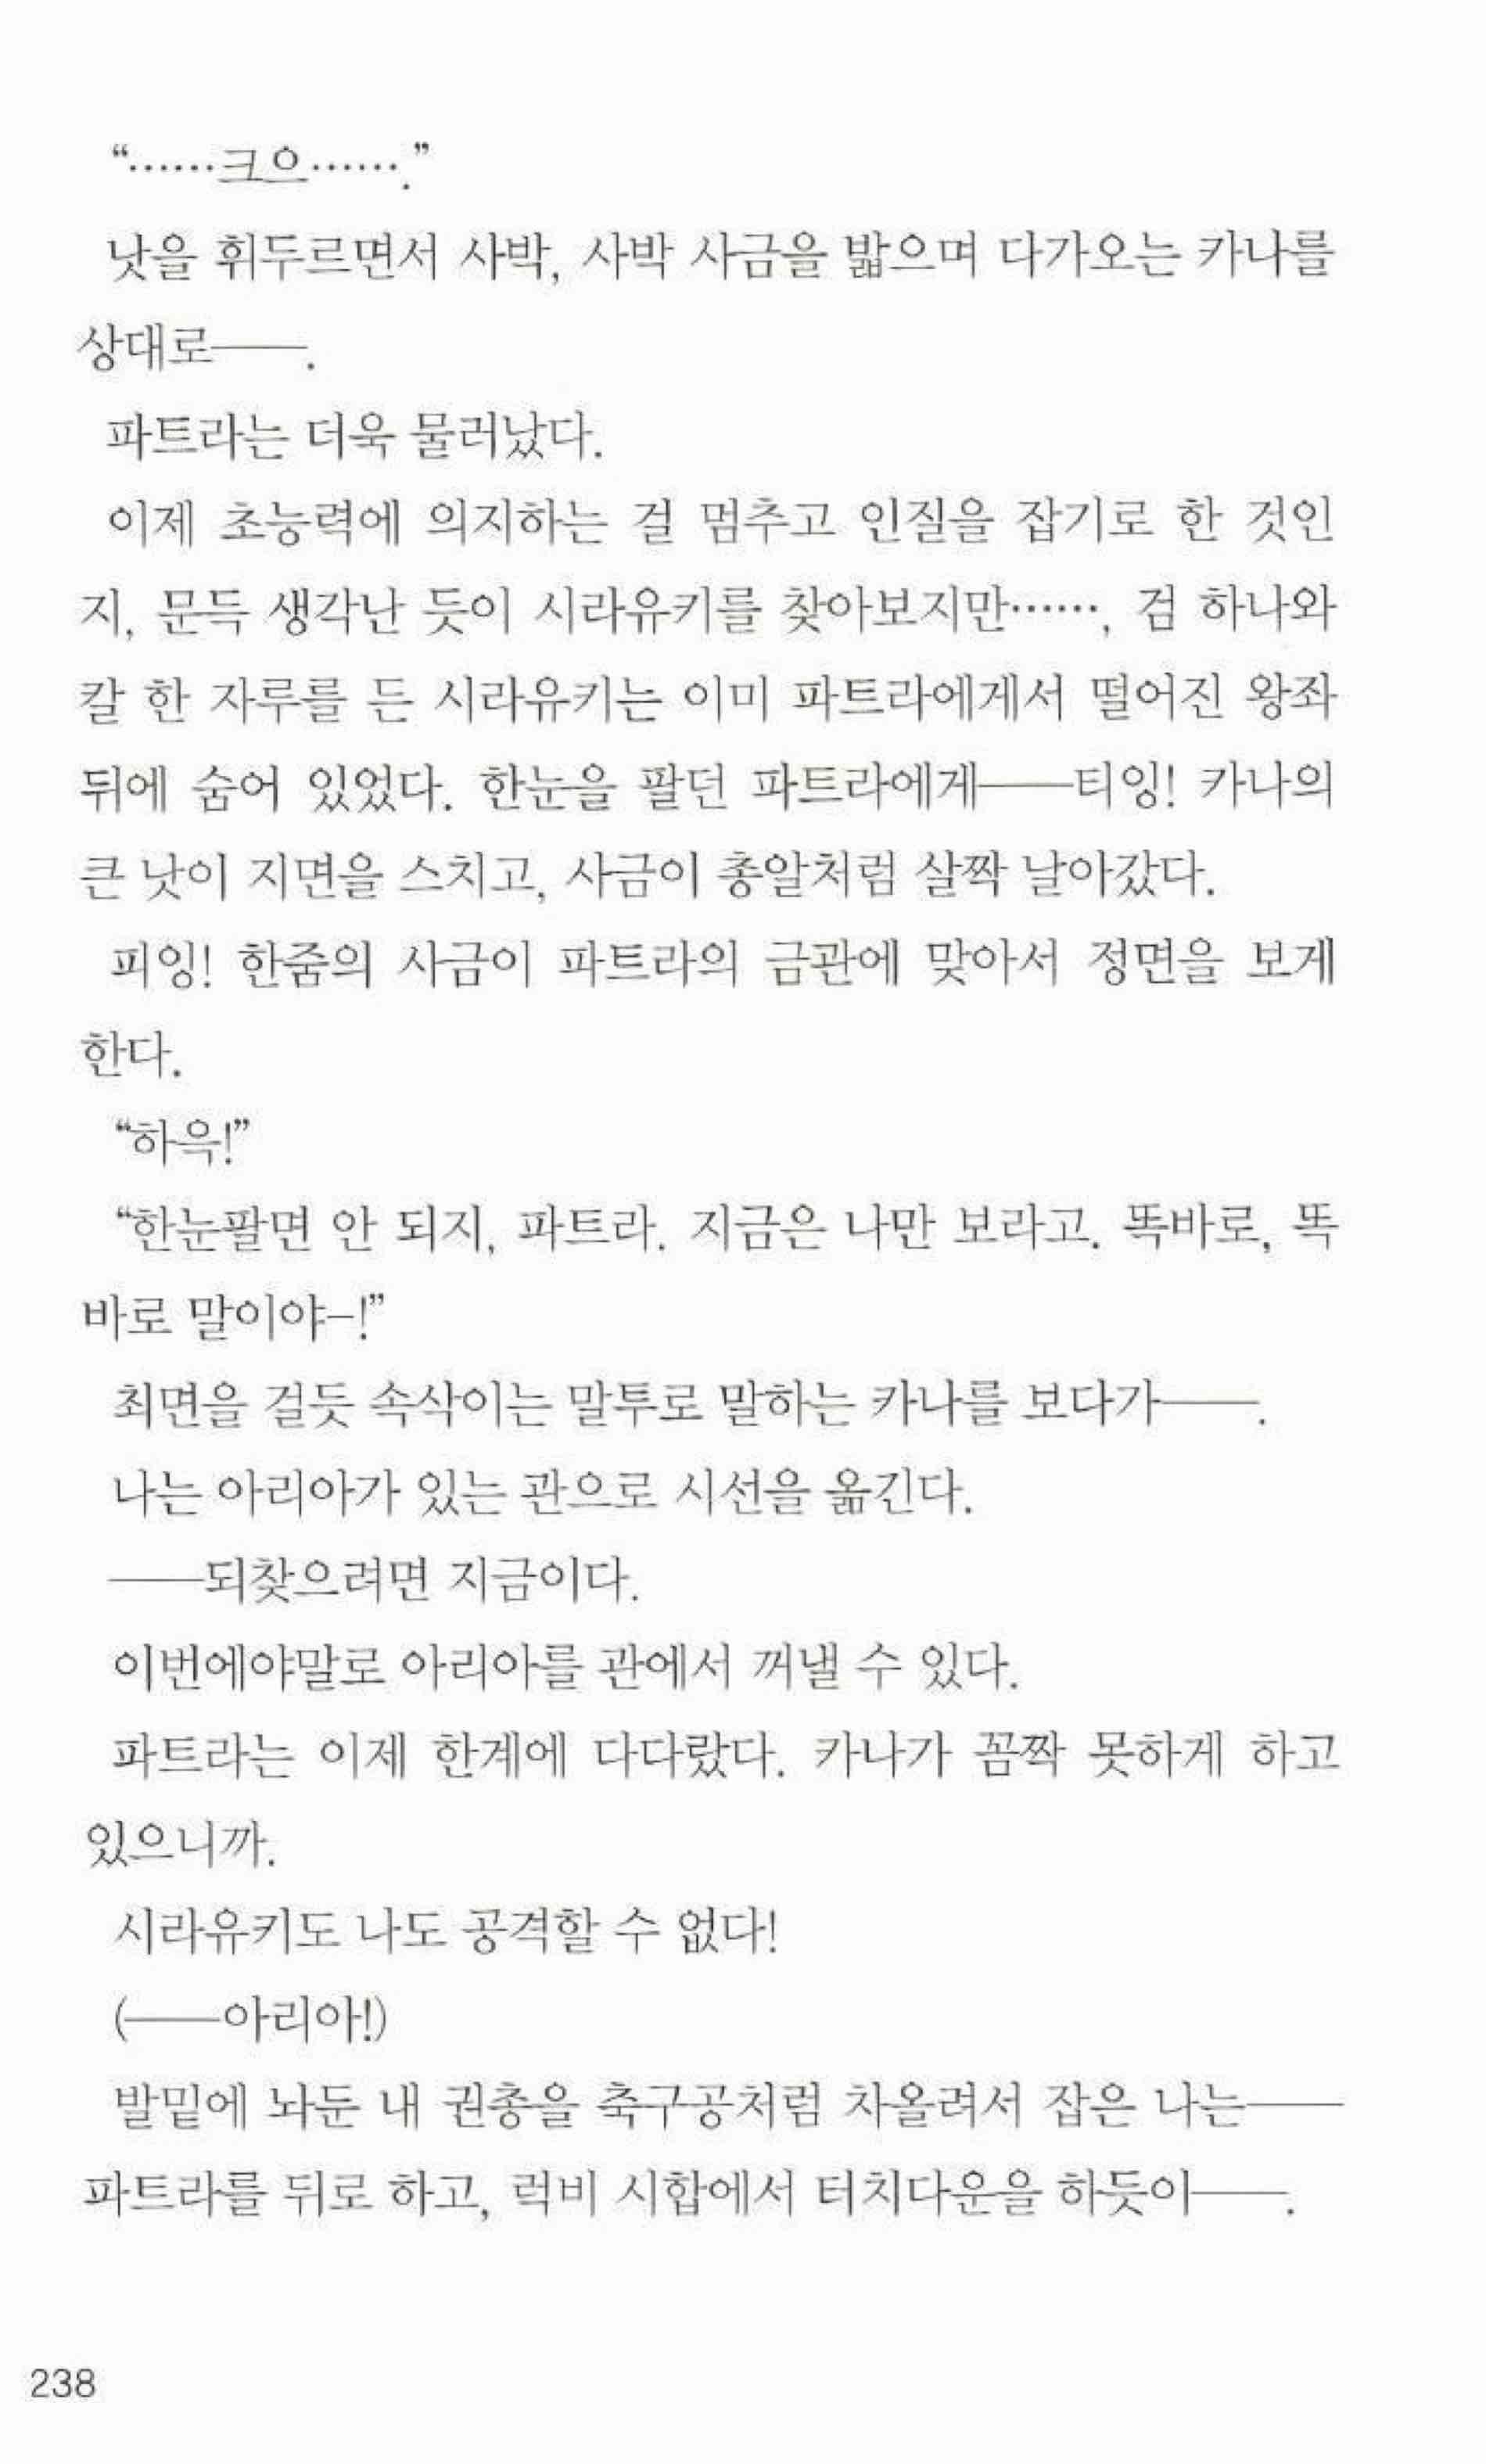 “……크으…….”
낫을 휘두르면서 사박, 사박 사금을 밟으며 다가오는 카나를
상대로──.
파트라는 더욱 물러났다.
이제 초능력에 의지하는 걸 멈추고 인질을 잡기로 한 것인
지, 문득 생각난 듯이 시라유키를 찾아보지만……, 검 하나와
칼 한 자루를 든 시라유키는 이미 파트라에게서 떨어진 왕좌
뒤에 숨어 있었다. 한눈을 팔던 파트라에게──티잉! 카나의
큰 낫이 지면을 스치고, 사금이 총알처럼 살짝 날아갔다.
피잉! 한줌의 사금이 파트라의 금관에 맞아서 정면을 보게
한다.
“하윽!”
“한눈팔면 안 되지, 파트라. 지금은 나만 보라고. 똑바로, 똑
바로 말이야–!”
최면을 걸듯 속삭이는 말투로 말하는 카나를 보다가──.
나는 아리아가 있는 관으로 시선을 옮긴다.
──되찾으려면 지금이다.
이번에야말로 아리아를 관에서 꺼낼 수 있다.
파트라는 이제 한계에 다다랐다. 카나가 꼼짝 못하게 하고
있으니까.
시라유키도 나도 공격할 수 없다!
(──아리아!)
발밑에 놔둔 내 권총을 축구공처럼 차올려서 잡은 나는──
파트라를 뒤로 하고, 럭비 시합에서 터치다운을 하듯이──.
238